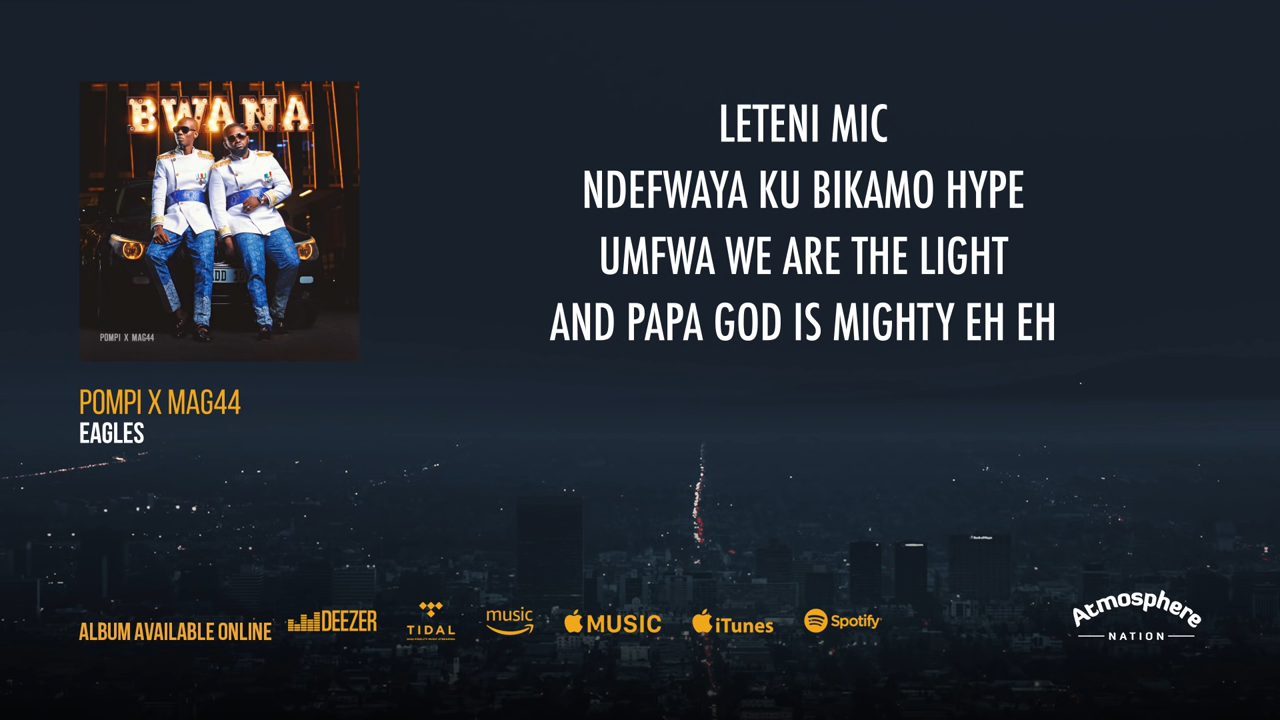 BWANA
POMPI X MAG44
POMPI X MAG44
EAGLES
LETENI MIC
NDEFWAYA KU BIKAMO HYPE
UMFWA WE ARE THE LIGHT
AND PAPA GOD IS MIGHTY EH EH
ALBUM AVAILABLE ONLINE
DEEZER
TIDAL
music
MUSIC
iTunes
Spotify
Atmosphere
NATION